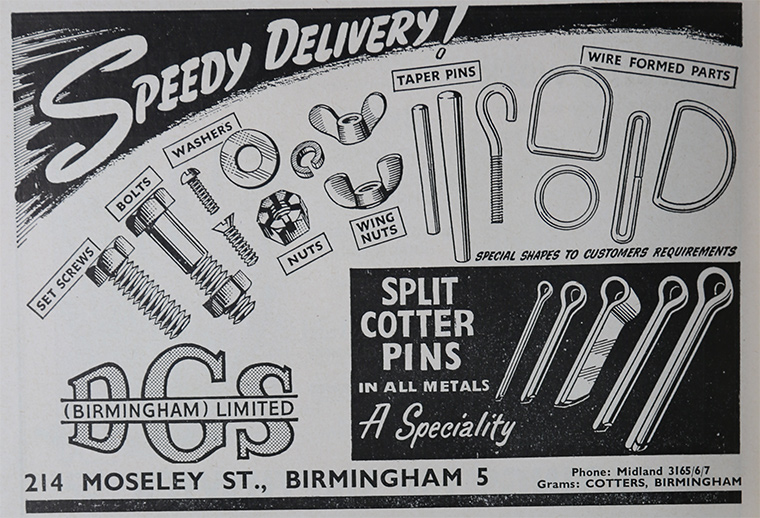 SPEEDY DELIVERY!
TAPER PINS
WIRE FORMED PARTS
WASHERS
BOLTS
SET SCREWS
NUTS
WING
NUTS
SPECIAL SHAPES TO CUSTOMERS REQUIREMENTS
SPLIT
COTTER
PINS
IN ALL METALS
A Speciality
DGS
(BIRMINGHAM) LIMITED
214 MOSELEY ST., BIRMINGHAM 5
Phone: Midland 3165/6/7
Grams: COTTERS, BIRMINGHAM